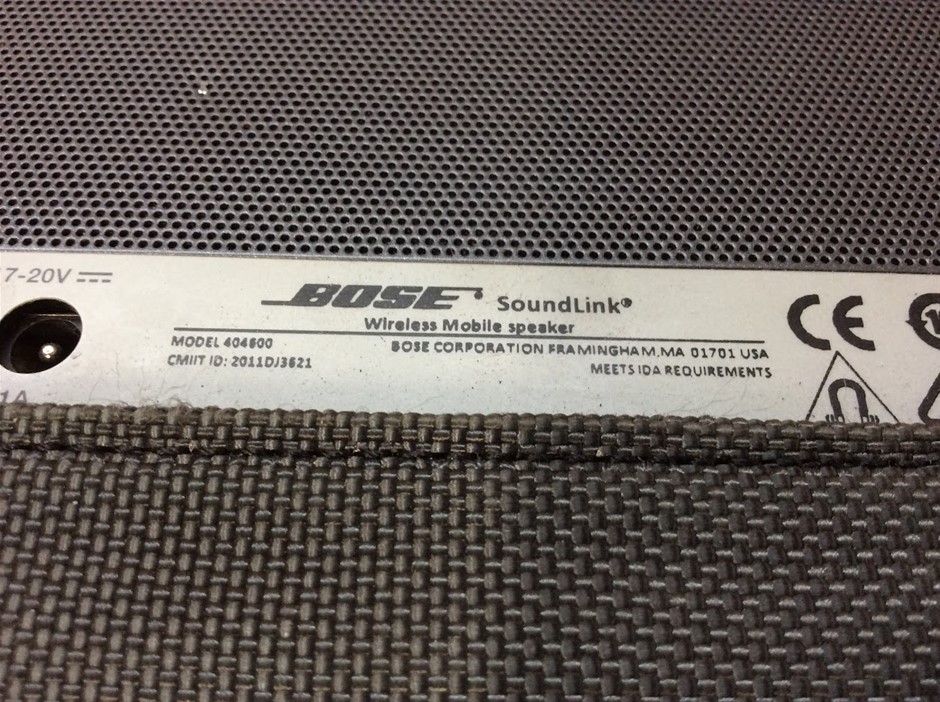 7-20V
BOSE® SoundLink®
Wireless Mobile speaker
MODEL 404600 BOSE CORPORATION FRAMINGHAM,MA 01701 USA
CMIIT ID: 2011DJ3621 MEETS IDA REQUIREMENTS
CE
1A